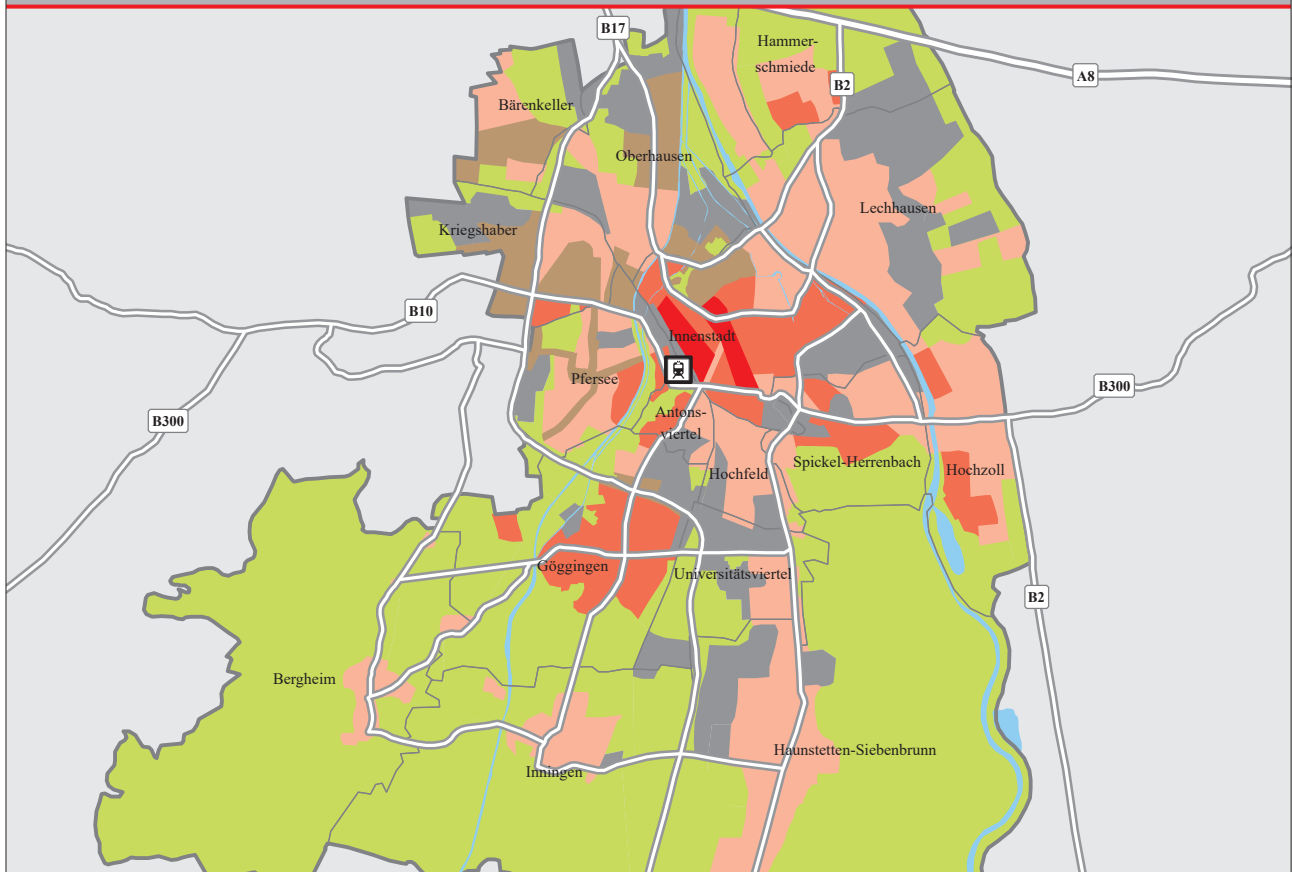 B17
Hammer-
schmiede
A8
B2
Bärenkeller
Oberhausen
Lechhausen
Kriegshaber
B10
Innenstadt
Pfersee
B300
B300
Antons-
viertel
Spickel-Herrenbach
Hochzoll
Hochfeld
Göggingen
Universitätsviertel
B2
Bergheim
Haunstetten-Siebenbrunn
Inningen